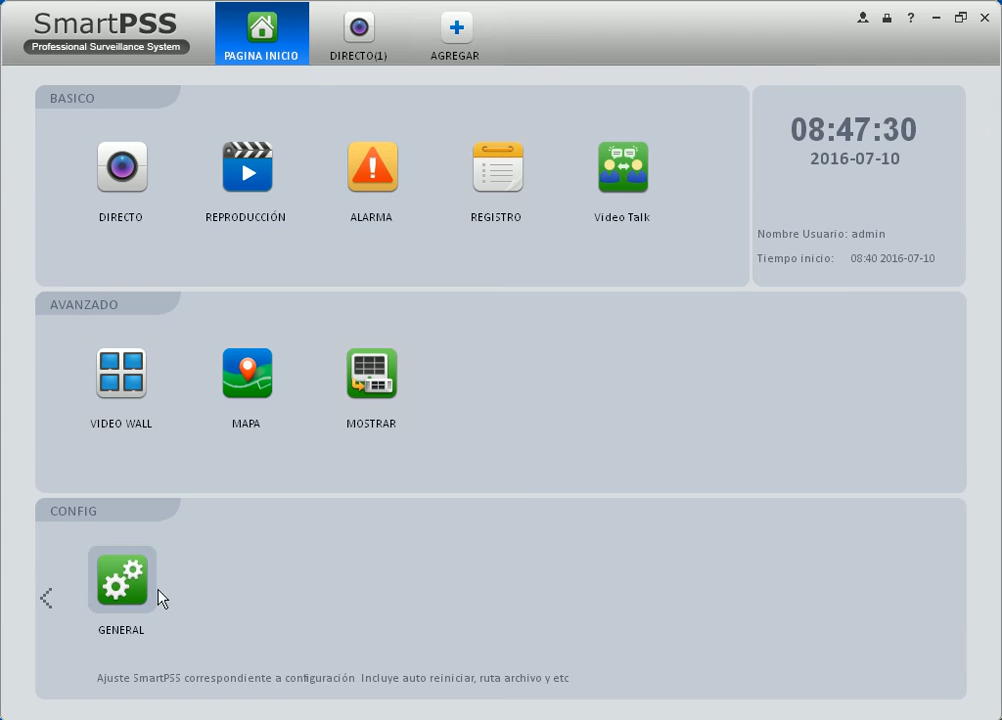 SmartPSS
Professional Surveillance System
PAGINA INICIO
DIRECTO(1)
AGREGAR
?
BASICO
DIRECTO
REPRODUCCIÓN
ALARMA
REGISTRO
Video Talk
08:47:30
2016-07-10
Nombre Usuario: admin
Tiempo inicio: 08:40 2016-07-10
AVANZADO
VIDEO WALL
MAPA
MOSTRAR
CONFIG
GENERAL
Ajuste SmartPSS correspondiente a configuración Incluye auto reiniciar, ruta archivo y etc